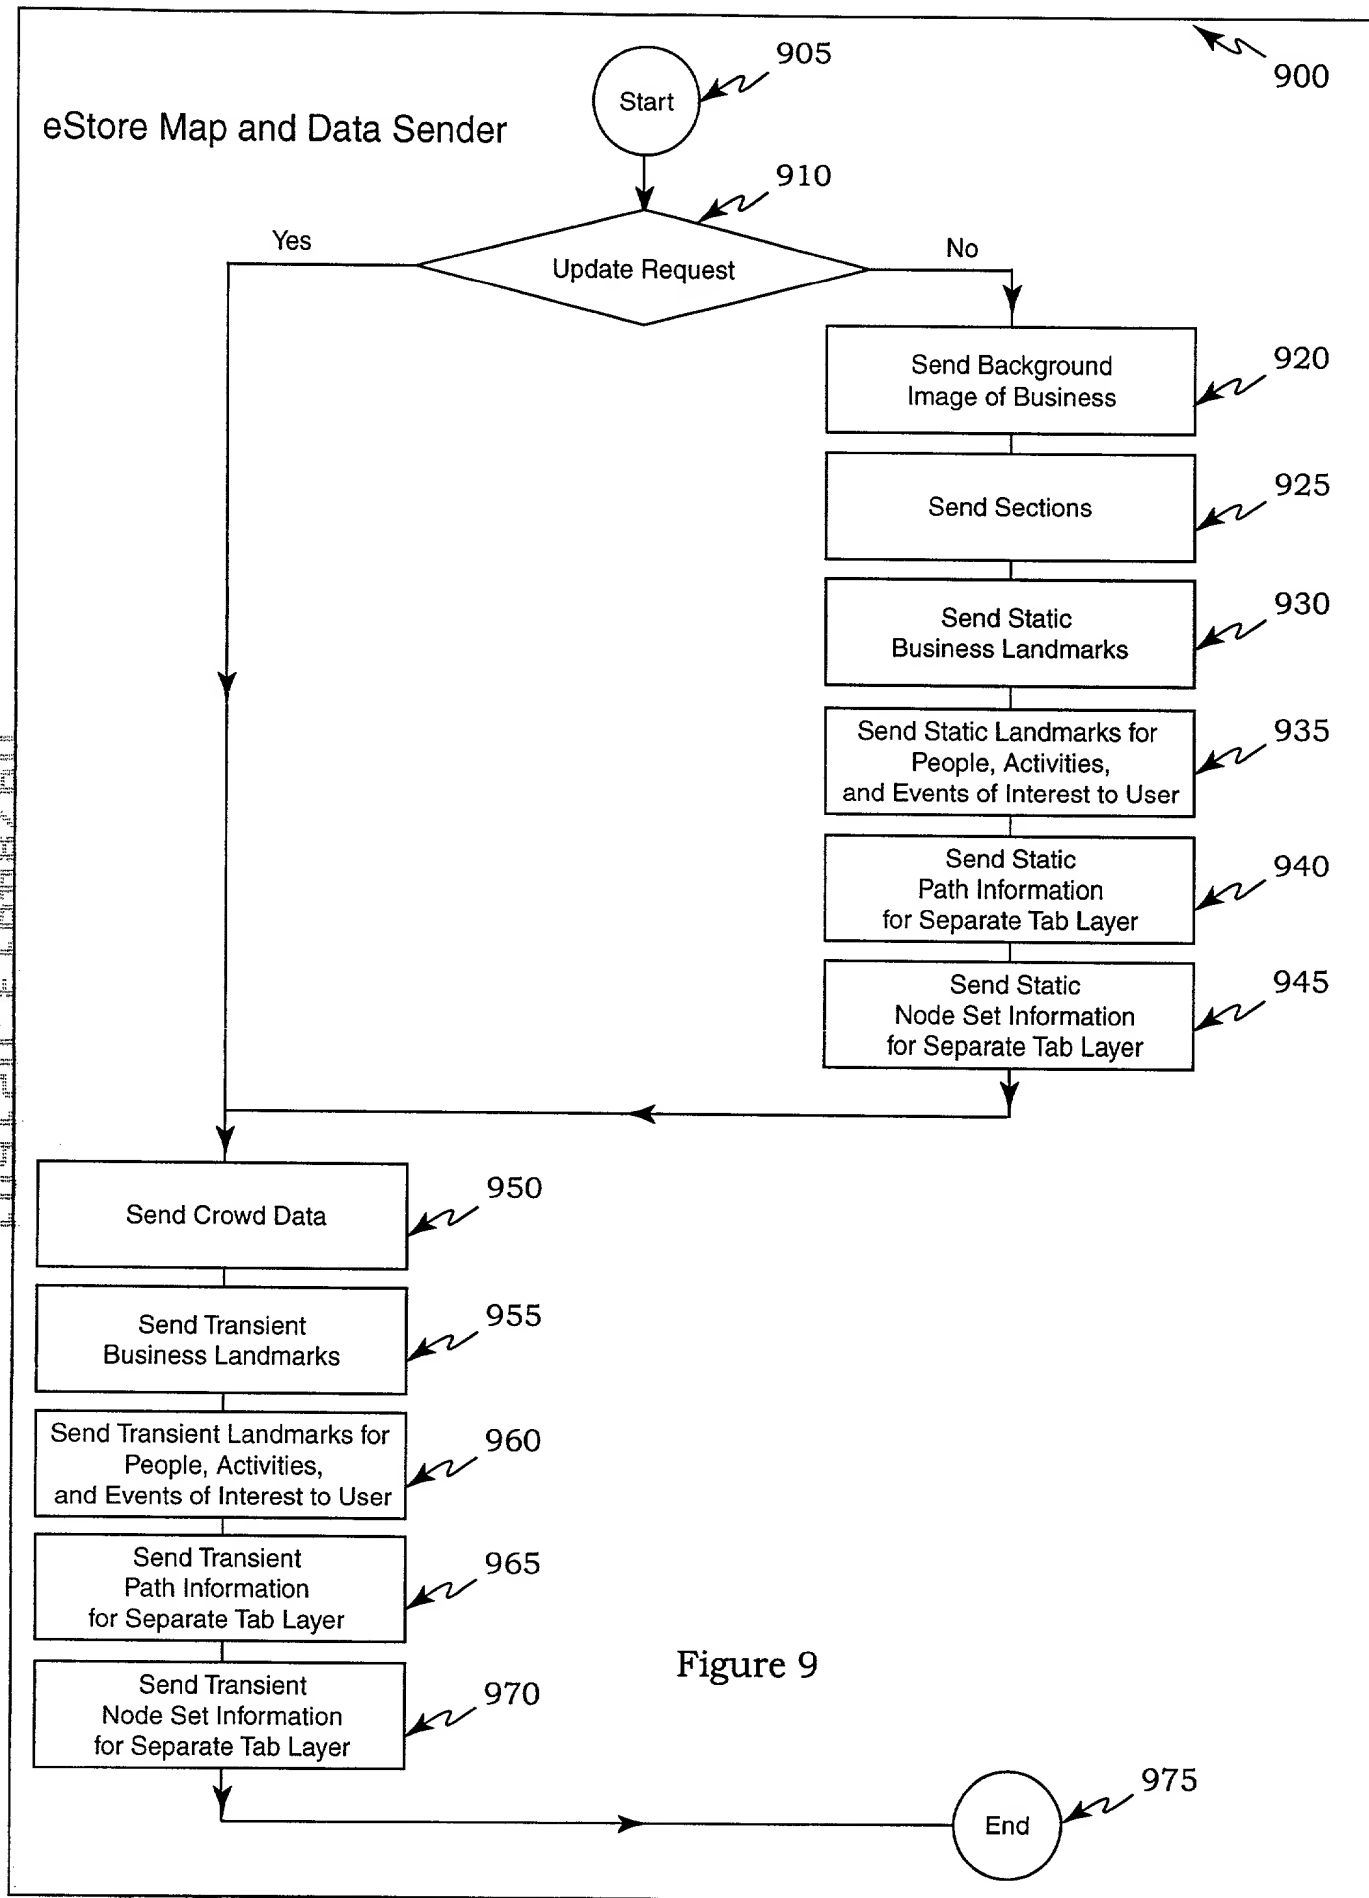 900
905
Start
eStore Map and Data Sender
910
Yes
No
Update Request
920
Send Background
Image of Business
925
Send Sections
930
Send Static
Business Landmarks
935
Send Static Landmarks for
People, Activities,
and Events of Interest to User
940
Send Static
Path Information
for Separate Tab Layer
945
Send Static
Node Set Information
for Separate Tab Layer
950
Send Crowd Data
955
Send Transient
Business Landmarks
960
Send Transient Landmarks for
People, Activities,
and Events of Interest to User
965
Send Transient
Path Information
for Separate Tab Layer
970
Send Transient
Node Set Information
for Separate Tab Layer
Figure 9
975
End